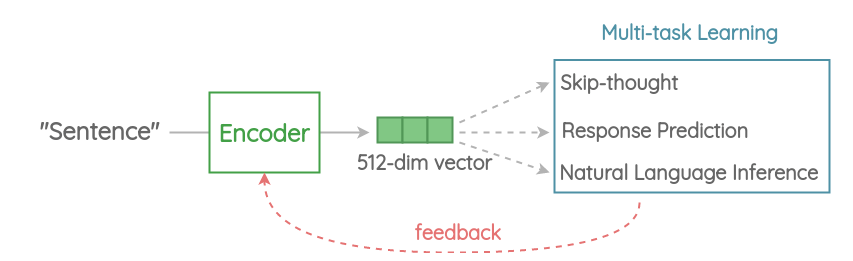 Multi-task Learning
Skip-thought
"Sentence"
Encoder
Response Prediction
512-dim vector
Natural Language Inference
feedback